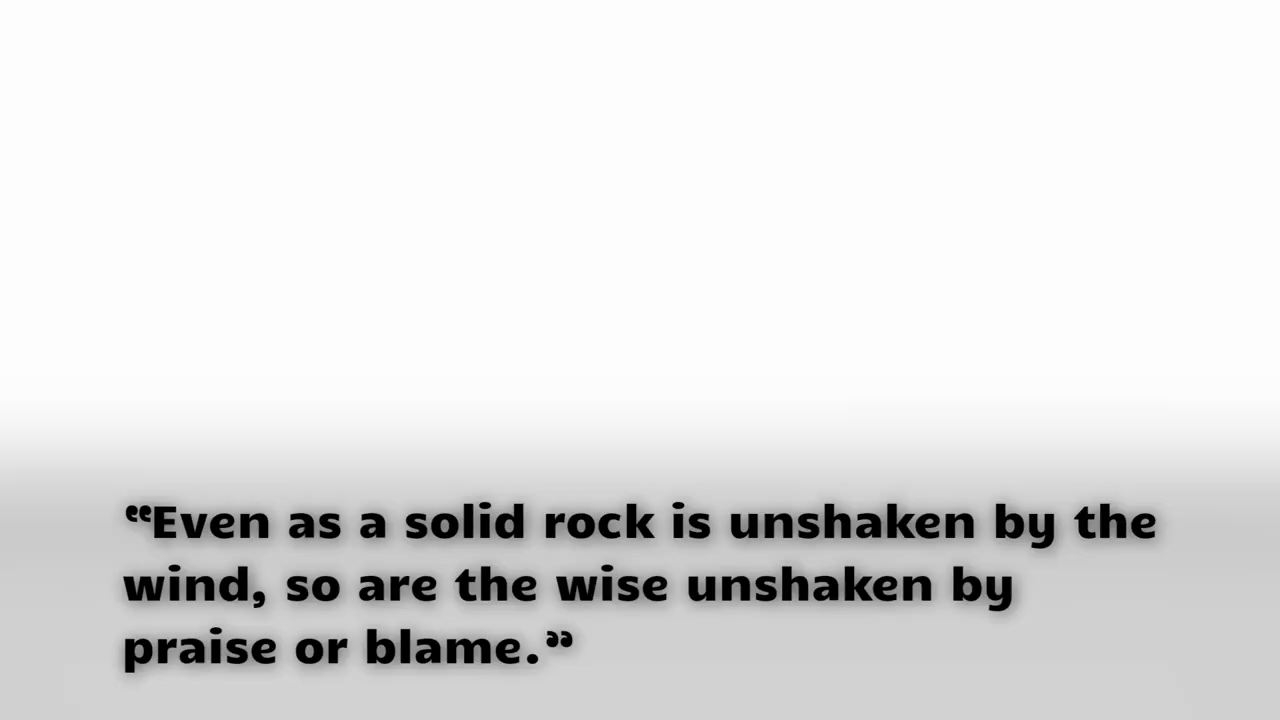 “Even as a solid rock is unshaken by the
wind, so are the wise unshaken by
praise or blame.”